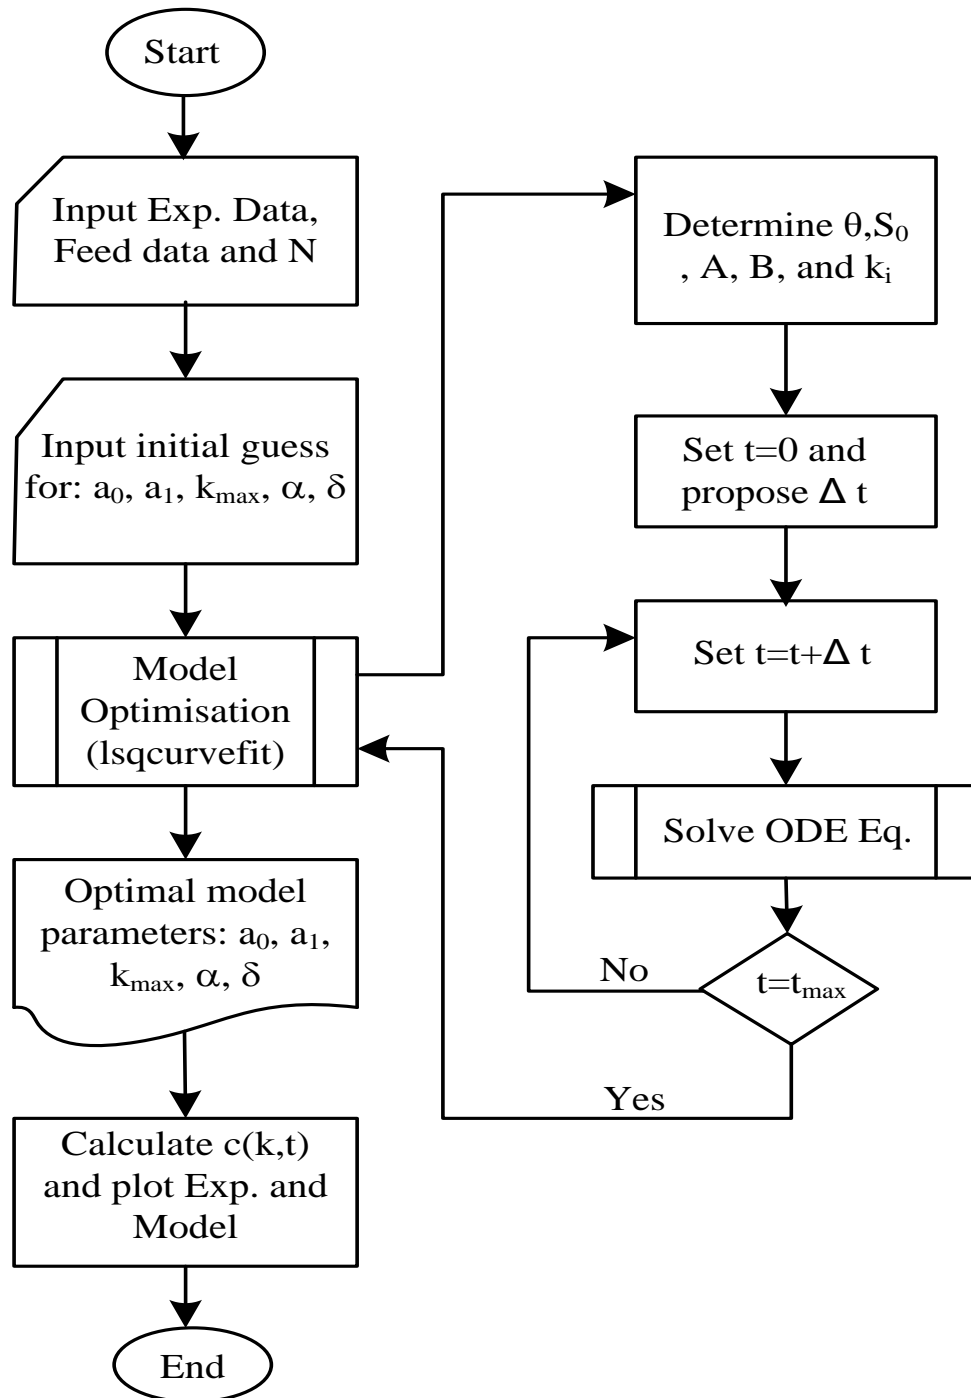 Start
Input Exp. Data,
Feed data and N
Input initial guess
for: a₀, a₁, kₘₐₓ, α, δ
Model
Optimisation
(lsqcurvefit)
Optimal model
parameters: a₀, a₁,
kₘₐₓ, α, δ
Calculate c(k,t)
and plot Exp. and
Model
End
Determine θ,S₀
, A, B, and kᵢ
Set t=0 and
propose Δ t
Set t=t+Δ t
Solve ODE Eq.
t=tₘₐₓ
No
Yes